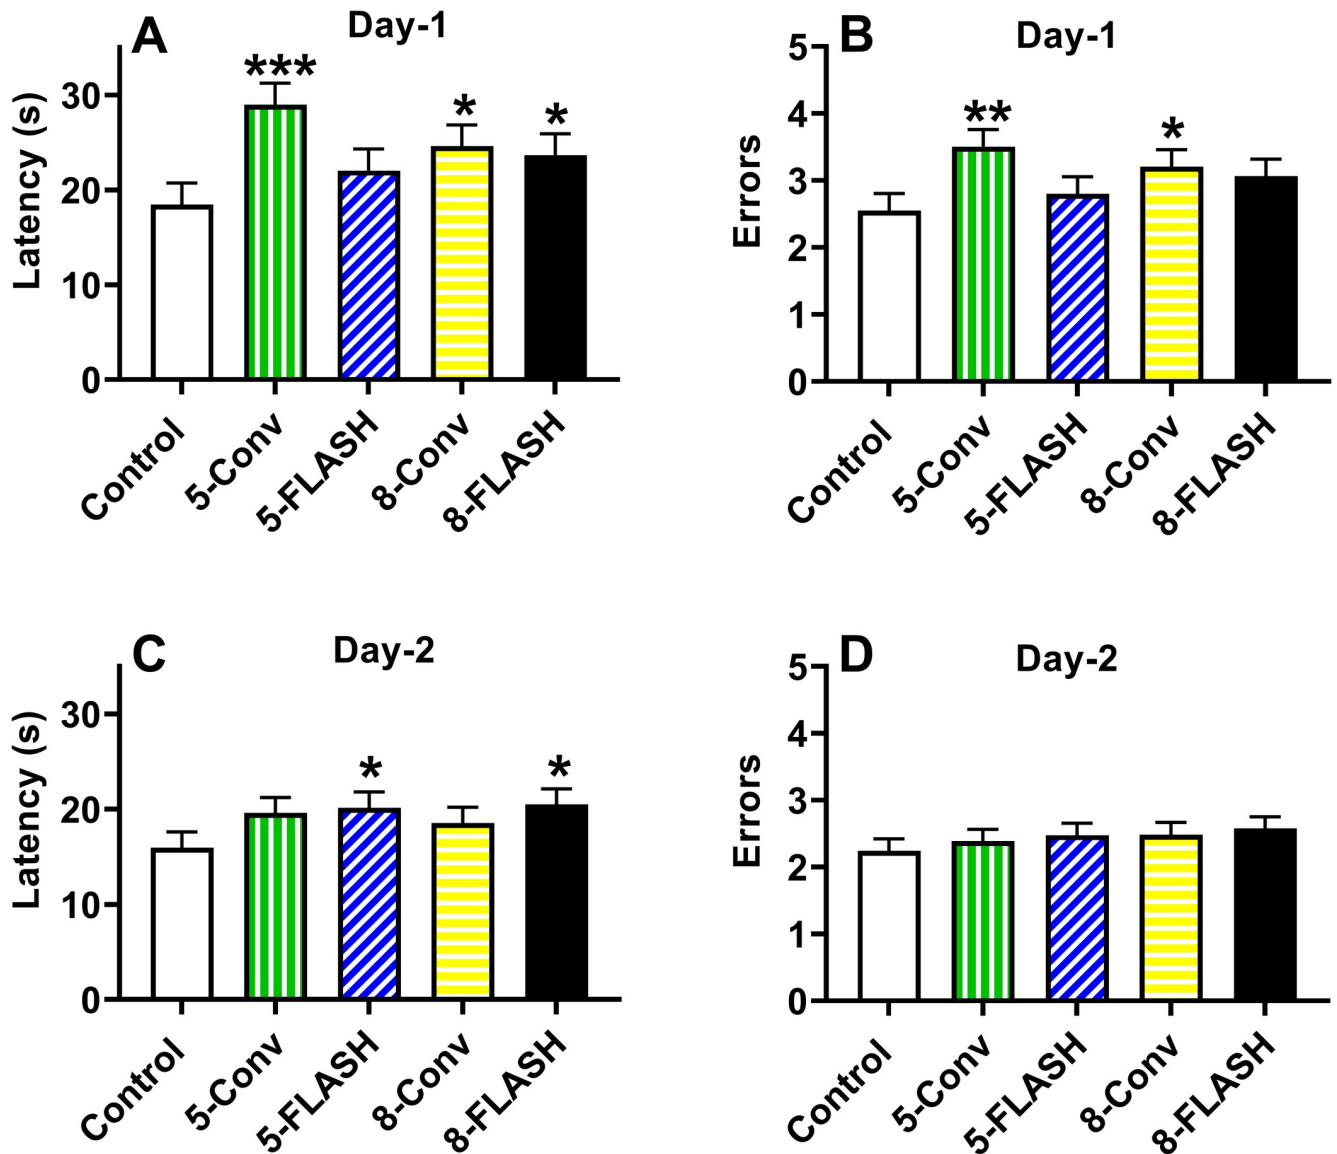 A
Day-1
Latency (s)
30
20
10
0
***
*
*
Control
5-Conv
5-FLASH
8-Conv
8-FLASH
B
Day-1
Errors
5
4
3
2
1
0
**
*
Control
5-Conv
5-FLASH
8-Conv
8-FLASH
C
Day-2
Latency (s)
30
20
10
0
*
*
Control
5-Conv
5-FLASH
8-Conv
8-FLASH
D
Day-2
Errors
5
4
3
2
1
0
Control
5-Conv
5-FLASH
8-Conv
8-FLASH